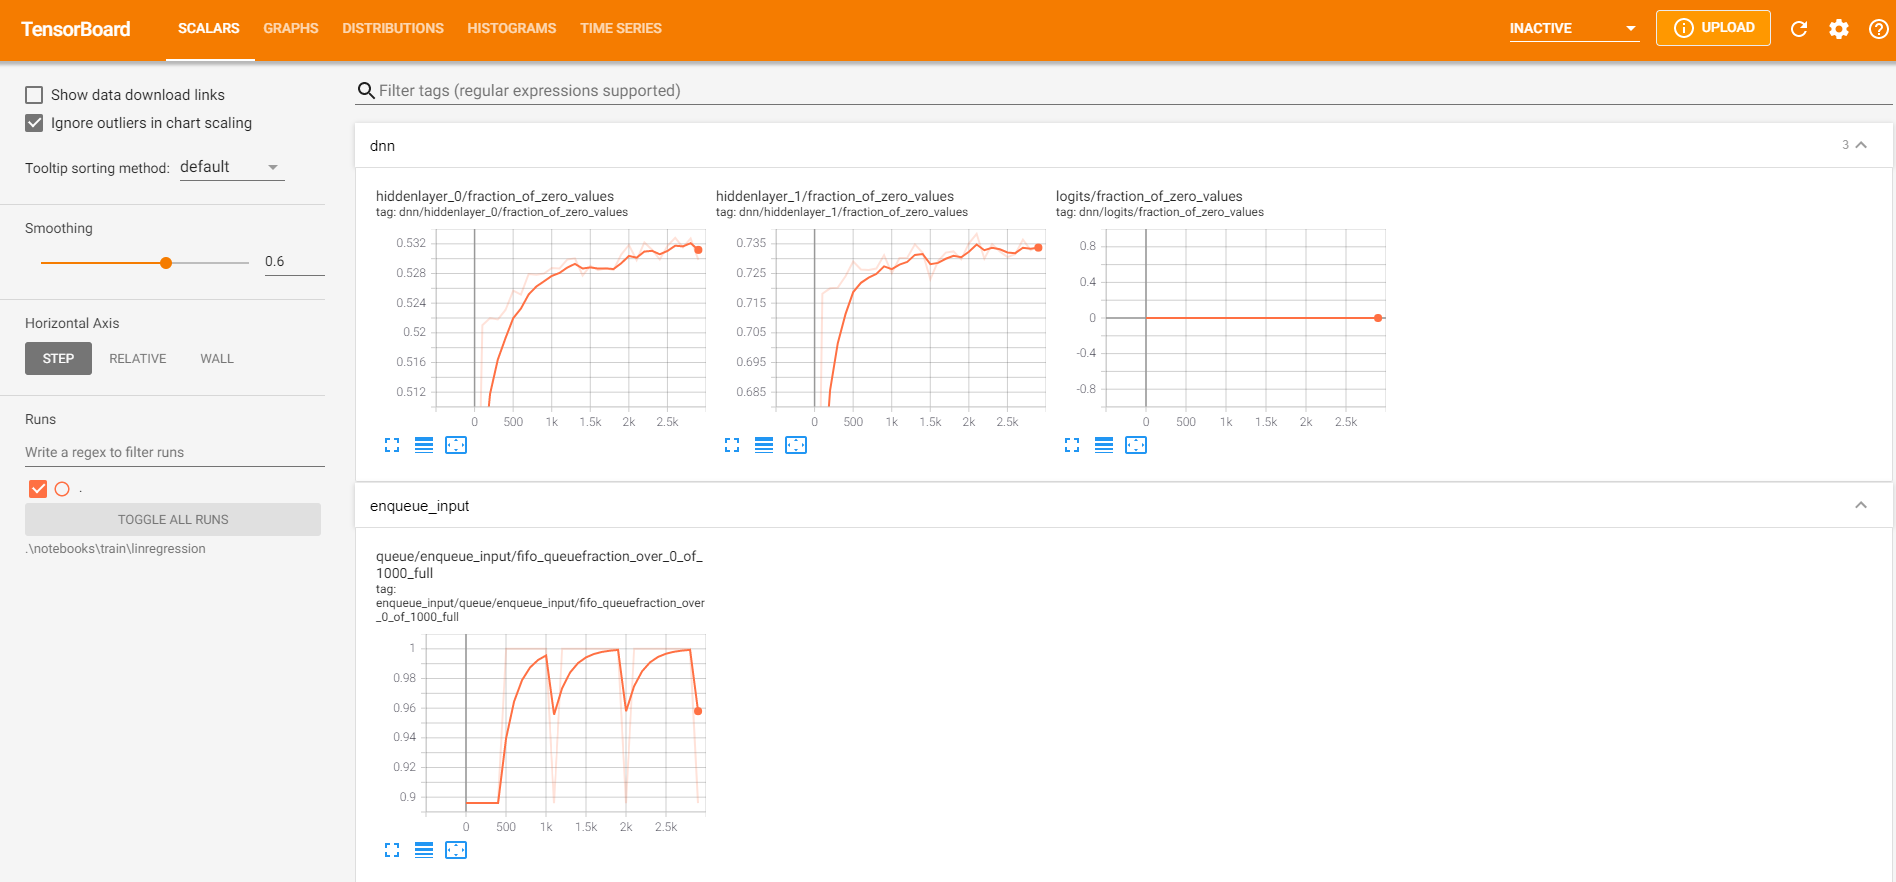 TensorBoard
SCALARS GRAPHS DISTRIBUTIONS HISTOGRAMS TIME SERIES
INACTIVE
UPLOAD
Show data download links
Ignore outliers in chart scaling
Tooltip sorting method: default
Smoothing
0.6
Horizontal Axis
STEP RELATIVE WALL
Runs
Write a regex to filter runs
.
TOGGLE ALL RUNS
.\notebooks\train\linregression
Filter tags (regular expressions supported)
dnn
3
hiddenlayer_0/fraction_of_zero_values
tag: dnn/hiddenlayer_0/fraction_of_zero_values
0.532
0.528
0.524
0.52
0.516
0.512
0 500 1k 1.5k 2k 2.5k
hiddenlayer_1/fraction_of_zero_values
tag: dnn/hiddenlayer_1/fraction_of_zero_values
0.735
0.725
0.715
0.705
0.695
0.685
0 500 1k 1.5k 2k 2.5k
logits/fraction_of_zero_values
tag: dnn/logits/fraction_of_zero_values
0.8
0.4
0
-0.4
-0.8
0 500 1k 1.5k 2k 2.5k
enqueue_input
queue/enqueue_input/fifo_queuefraction_over_0_of_
1000_full
tag:
enqueue_input/queue/enqueue_input/fifo_queuefraction_over
_0_of_1000_full
1
0.98
0.96
0.94
0.92
0.9
0 500 1k 1.5k 2k 2.5k